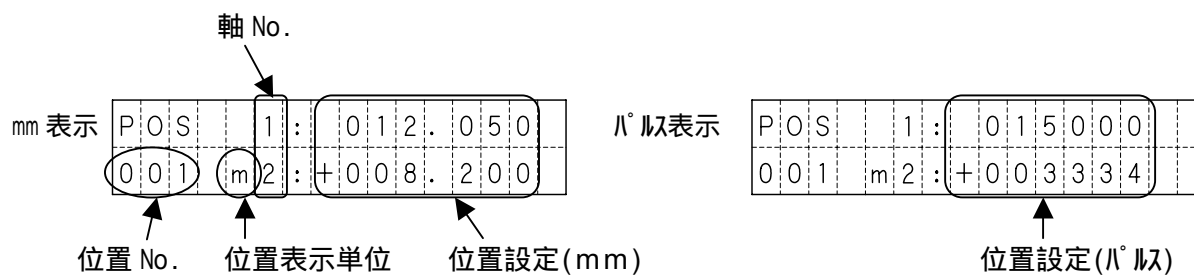 軸 No.
mm 表示 POS 1: 012.050 パルス表示 POS 1: 015000
001 m2:+008.200 001 m2:+003334
位置 No. 位置表示単位 位置設定(mm) 位置設定(パルス)